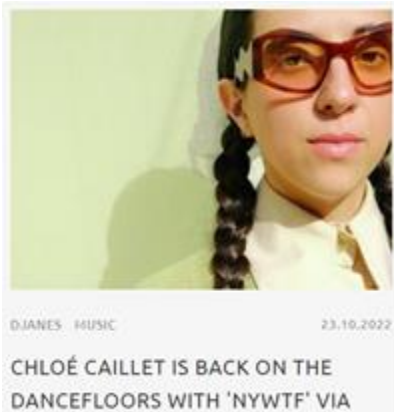 DJANES MUSIC 23.10.2022
CHLOÉ CAILLET IS BACK ON THE
DANCEFLOORS WITH 'NYWTF' VIA